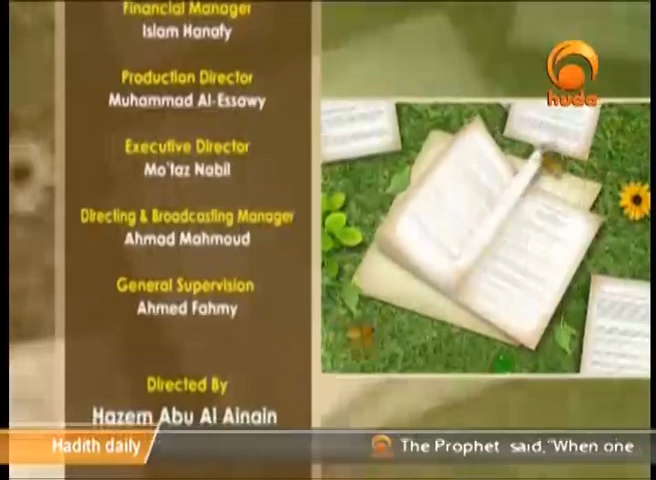 Financial Manager
Islam Hanafy
Production Director
Muhammad Al-Essawy
Executive Director
Mo'taz Nabil
Directing & Broadcasting Manager
Ahmad Mahmoud
General Supervision
Ahmed Fahmy
Directed By
Hazem Abu Al Ainain
huda
Hadith daily
The Prophet said,"When one